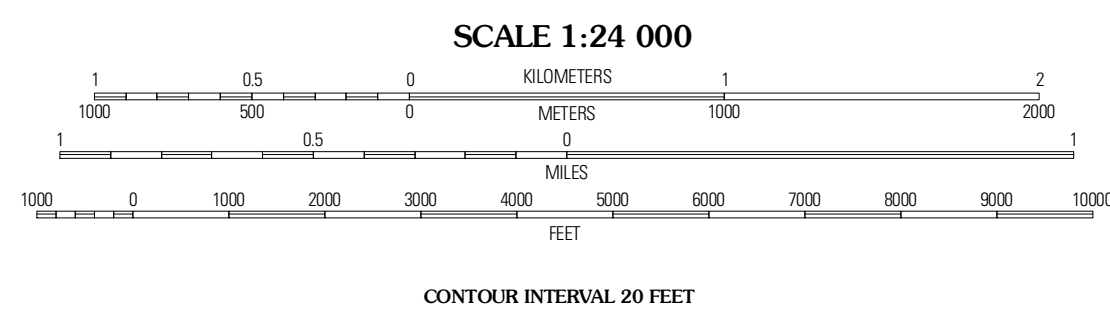 SCALE 1:24 000
1 0.5 0 KILOMETERS 1 2
1000 500 0 METERS 1000 2000
1 0.5 0 1
MILES
1000 0 1000 2000 3000 4000 5000 6000 7000 8000 9000 10000
FEET
CONTOUR INTERVAL 20 FEET